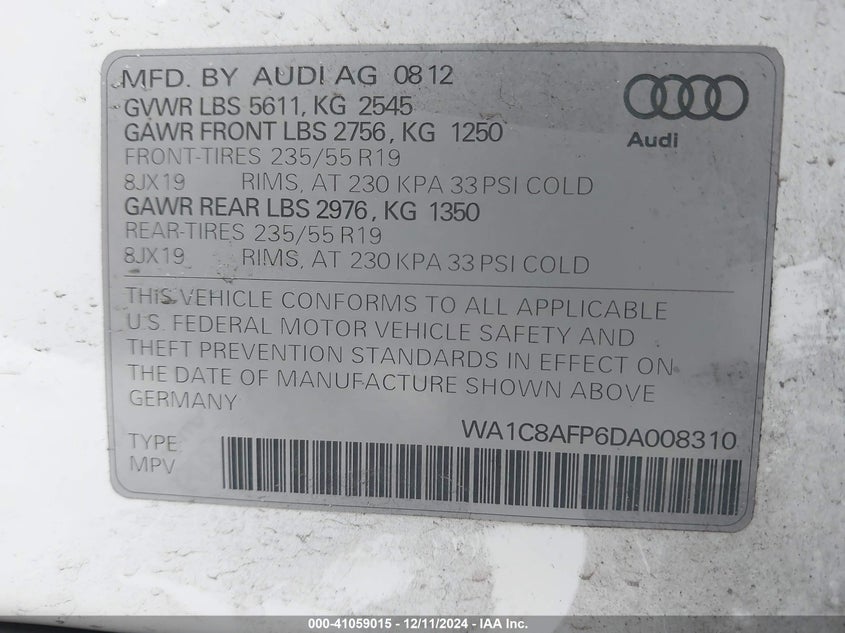 MFD. BY AUDI AG 08 12
GVWR LBS 5611, KG 2545
GAWR FRONT LBS 2756, KG 1250
FRONT-TIRES 235/55 R19
8JX19 RIMS, AT 230 KPA 33 PSI COLD
GAWR REAR LBS 2976, KG 1350
REAR-TIRES 235/55 R19
8JX19 RIMS, AT 230 KPA 33 PSI COLD
Audi
THIS VEHICLE CONFORMS TO ALL APPLICABLE
U.S. FEDERAL MOTOR VEHICLE SAFETY AND
THEFT PREVENTION STANDARDS IN EFFECT ON
THE DATE OF MANUFACTURE SHOWN ABOVE
GERMANY
WA1C8AFP6DA008310
TYPE
MPV
000-41059015 - 12/11/2024 - IAA Inc.